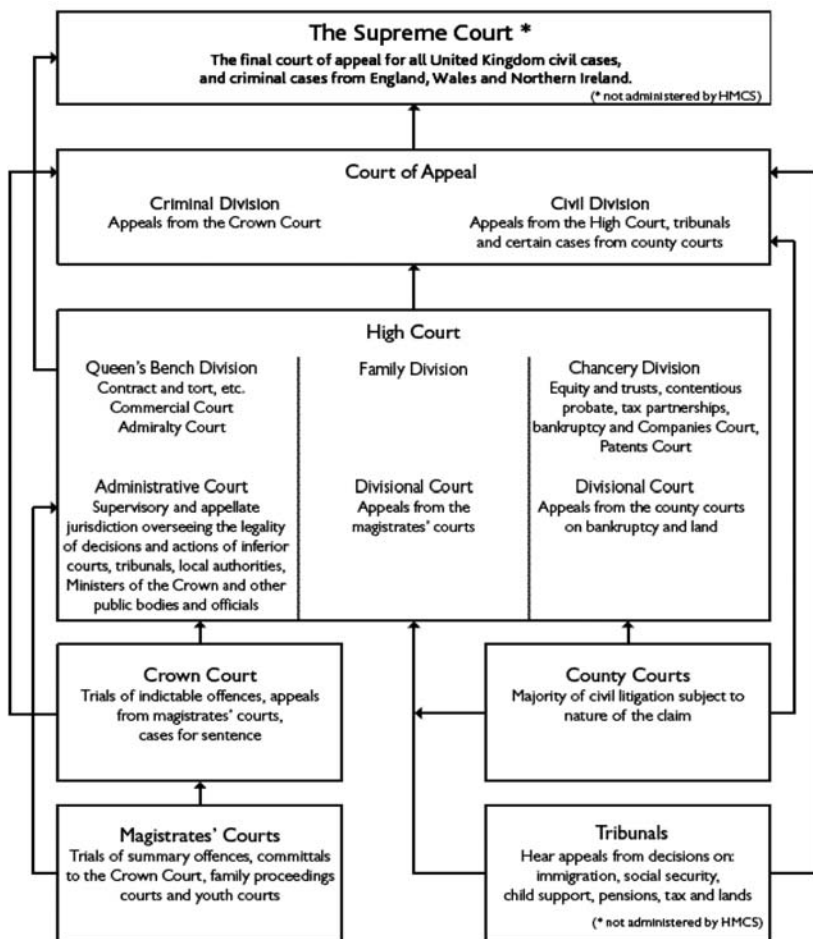 The Supreme Court *
The final court of appeal for all United Kingdom civil cases,
and criminal cases from England, Wales and Northern Ireland.
(* not administered by HMCS)
Court of Appeal
Criminal Division
Appeals from the Crown Court
Civil Division
Appeals from the High Court, tribunals
and certain cases from county courts
High Court
Queen's Bench Division
Contract and tort, etc.
Commercial Court
Admiralty Court
Administrative Court
Supervisory and appellate
jurisdiction overseeing the legality
of decisions and actions of inferior
courts, tribunals, local authorities,
Ministers of the Crown and other
public bodies and officials
Family Division
Divisional Court
Appeals from the
magistrates' courts
Chancery Division
Equity and trusts, contentious
probate, tax partnerships,
bankruptcy and Companies Court,
Patents Court
Divisional Court
Appeals from the county courts
on bankruptcy and land
Crown Court
Trials of indictable offences, appeals
from magistrates' courts,
cases for sentence
County Courts
Majority of civil litigation subject to
nature of the claim
Magistrates' Courts
Trials of summary offences, committals
to the Crown Court, family proceedings
courts and youth courts
Tribunals
Hear appeals from decisions on:
immigration, social security,
child support, pensions, tax and lands
(* not administered by HMCS)